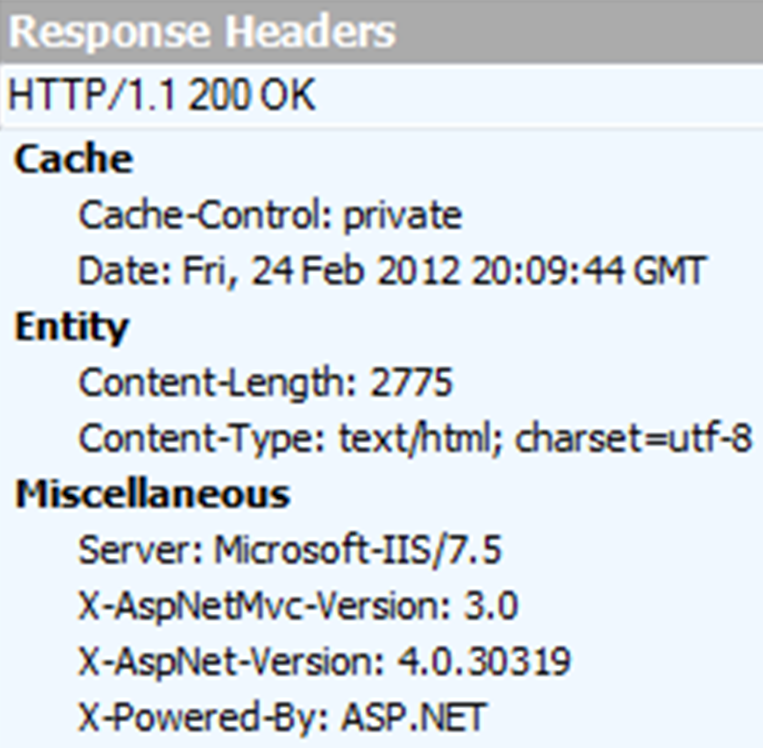 Response Headers
HTTP/1.1 200 OK
Cache
Cache-Control: private
Date: Fri, 24 Feb 2012 20:09:44 GMT
Entity
Content-Length: 2775
Content-Type: text/html; charset=utf-8
Miscellaneous
Server: Microsoft-IIS/7.5
X-AspNetMvc-Version: 3.0
X-AspNet-Version: 4.0.30319
X-Powered-By: ASP.NET